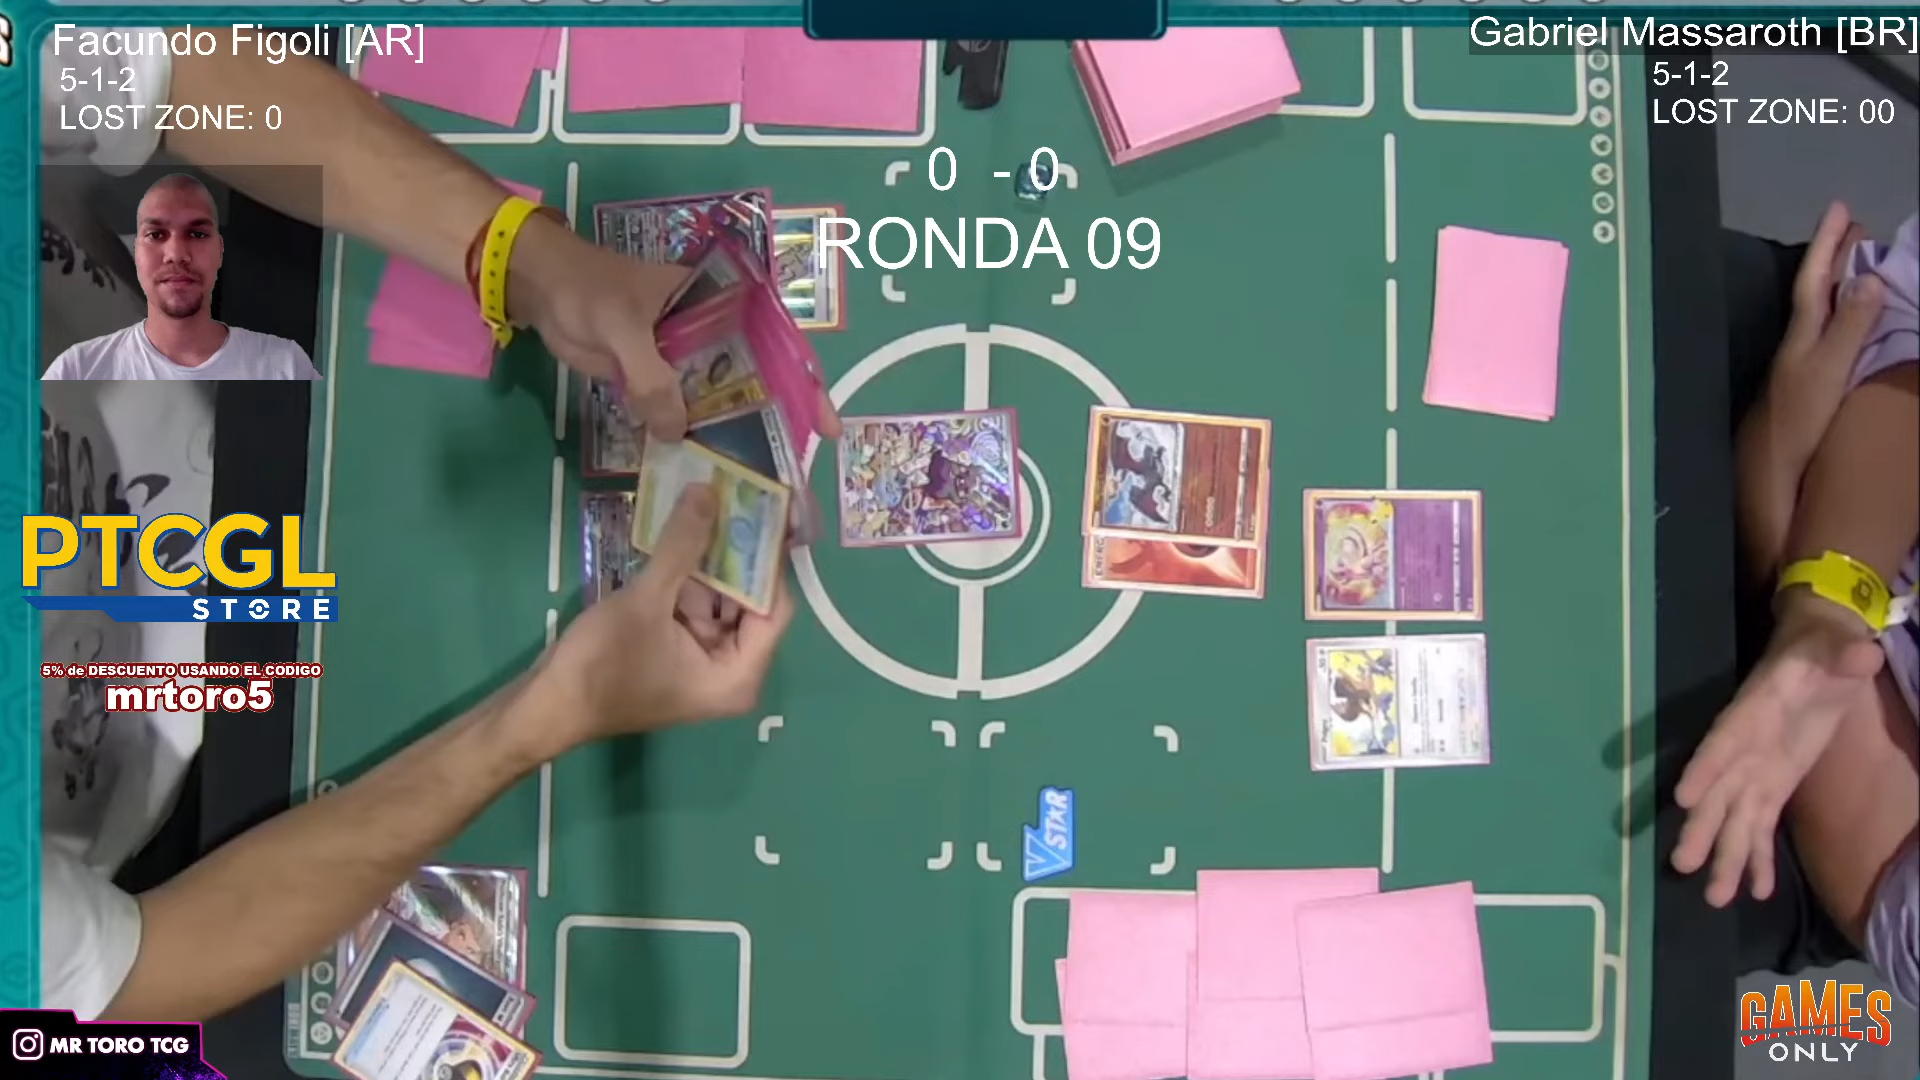 Facundo Figoli [AR]
5-1-2
LOST ZONE: 0
Gabriel Massaroth [BR]
5-1-2
LOST ZONE: 00
0 - 0
RONDA 09
PTCGL
STORE
5% de DESCUENTO USANDO EL CODIGO
mrtoro5
ENERG
VSTAR
MR TORO TCG
GAMES
ONLY